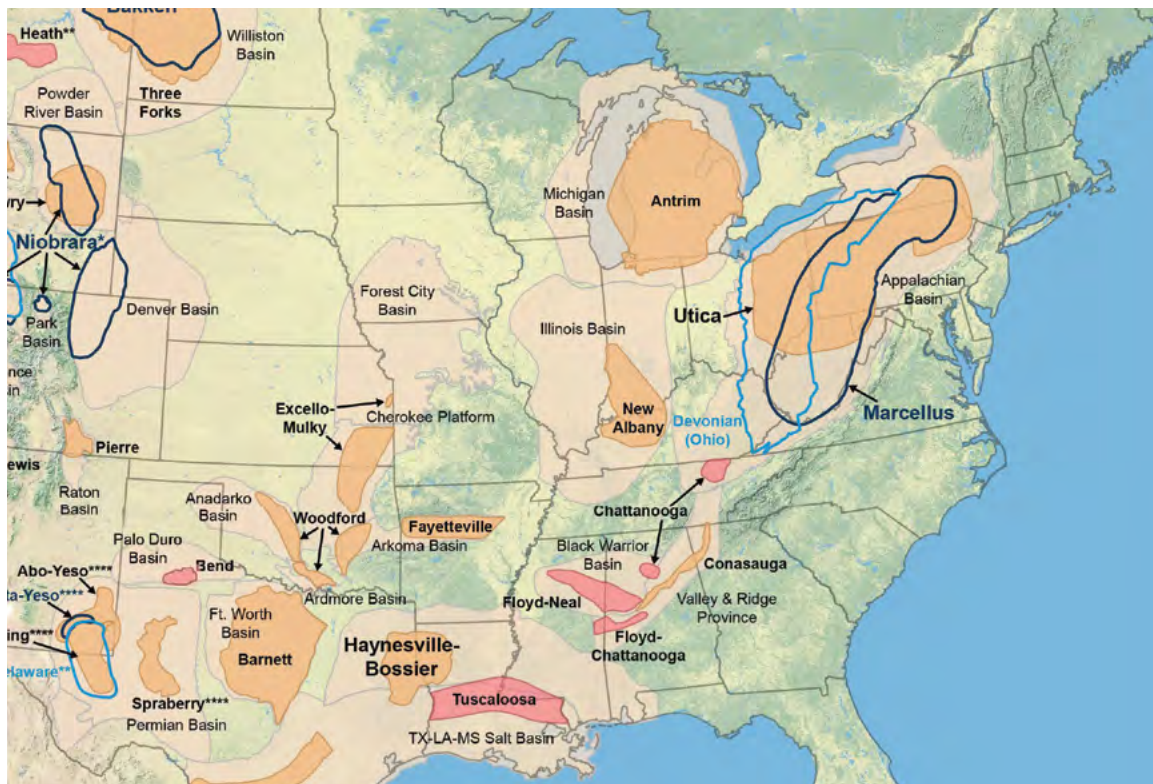 Bakken
Heath**
Williston
Basin
Powder
River Basin
Three
Forks
Michigan
Basin
Antrim
Niobrara*
Park
Basin
Denver Basin
Forest City
Basin
Illinois Basin
Utica
Appalachian
Basin
Marcellus
Excello-
Mulky
Cherokee Platform
New
Albany
Devonian
(Ohio)
Pierre
Raton
Basin
Anadarko
Basin
Woodford
Fayetteville
Arkoma Basin
Chattanooga
Palo Duro
Basin
Bend
Black Warrior
Basin
Conasauga
Abo-Yeso****
Ardmore Basin
Floyd-Neal
Valley & Ridge
Province
Ft. Worth
Basin
Barnett
Haynesville-
Bossier
Floyd-
Chattanooga
Spraberry****
Permian Basin
Tuscaloosa
TX-LA-MS Salt Basin